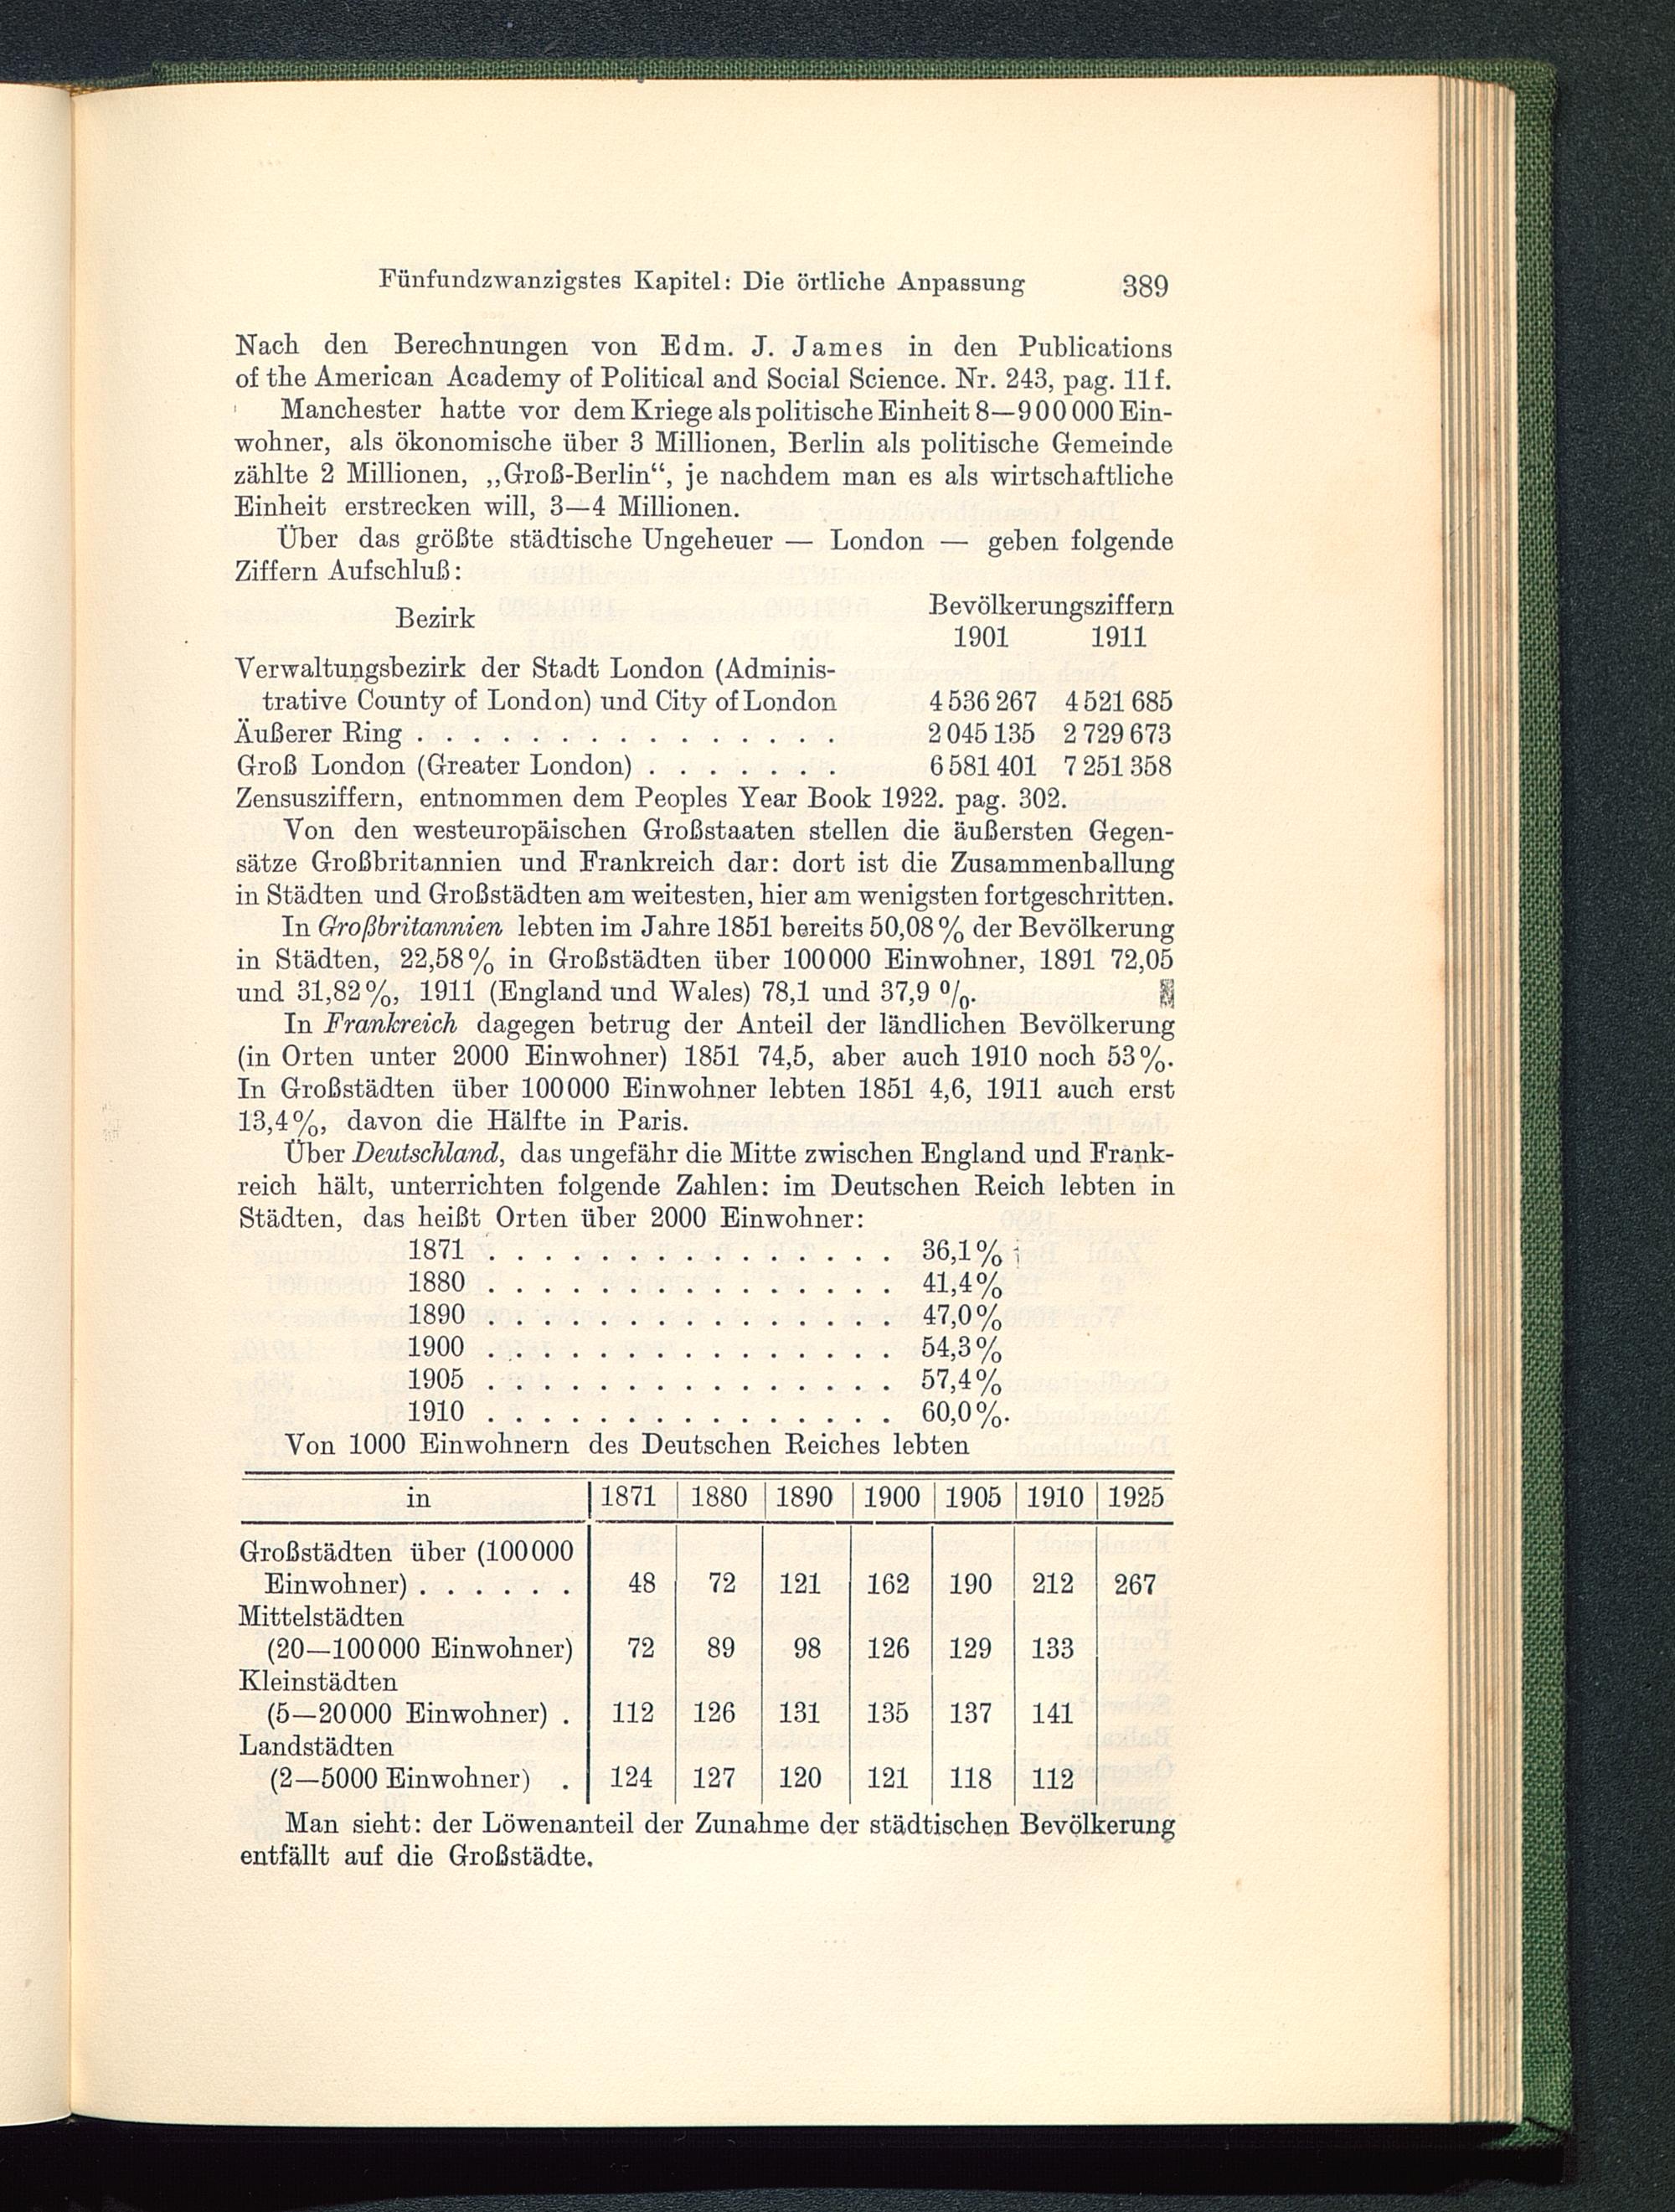 Fünfundzwanzigstes Kapitel: Die örtliche Anpassung 389
Nach den Berechnungen von Edm. J. James in den Publications
of the American Academy of Political and Social Science. Nr. 243, pag. 11f.
Manchester hatte vor dem Kriege als politische Einheit 8—900 000 Ein-
wohner, als ökonomische über 3 Millionen, Berlin als politische Gemeinde
zählte 2 Millionen, „Groß-Berlin“, je nachdem man es als wirtschaftliche
Einheit erstrecken will, 3—4 Millionen.
Über das größte städtische Ungeheuer — London — geben folgende
Ziffern Aufschluß:
Bezirk Bevölkerungsziffern
1901 1911
Verwaltungsbezirk der Stadt London (Adminis-
trative County of London) und City of London 4 536 267 4 521 685
Äußerer Ring . . . . . . . . . . . . . . . 2 045 135 2 729 673
Groß London (Greater London) . . . . . . . 6 581 401 7 251 358
Zensusziffern, entnommen dem Peoples Year Book 1922. pag. 302.
Von den westeuropäischen Großstaaten stellen die äußersten Gegen-
sätze Großbritannien und Frankreich dar: dort ist die Zusammenballung
in Städten und Großstädten am weitesten, hier am wenigsten fortgeschritten.
In Großbritannien lebten im Jahre 1851 bereits 50,08% der Bevölkerung
in Städten, 22,58% in Großstädten über 100000 Einwohner, 1891 72,05
und 31,82%, 1911 (England und Wales) 78,1 und 37,9 %.
In Frankreich dagegen betrug der Anteil der ländlichen Bevölkerung
(in Orten unter 2000 Einwohner) 1851 74,5, aber auch 1910 noch 53%.
In Großstädten über 100000 Einwohner lebten 1851 4,6, 1911 auch erst
13,4%, davon die Hälfte in Paris.
Über Deutschland, das ungefähr die Mitte zwischen England und Frank-
reich hält, unterrichten folgende Zahlen: im Deutschen Reich lebten in
Städten, das heißt Orten über 2000 Einwohner:
1871 . . . . . . . . . . . . . . . 36,1%
1880 . . . . . . . . . . . . . . . 41,4%
1890 . . . . . . . . . . . . . . . 47,0%
1900 . . . . . . . . . . . . . . . 54,3%
1905 . . . . . . . . . . . . . . . 57,4%
1910 . . . . . . . . . . . . . . . 60,0%.
Von 1000 Einwohnern des Deutschen Reiches lebten
in 1871 1880 1890 1900 1905 1910 1925
Großstädten über (100000
Einwohner) . . . . . . 48 72 121 162 190 212 267
Mittelstädten
(20—100000 Einwohner) 72 89 98 126 129 133
Kleinstädten
(5—20000 Einwohner) . 112 126 131 135 137 141
Landstädten
(2—5000 Einwohner) . 124 127 120 121 118 112
Man sieht: der Löwenanteil der Zunahme der städtischen Bevölkerung
entfällt auf die Großstädte.